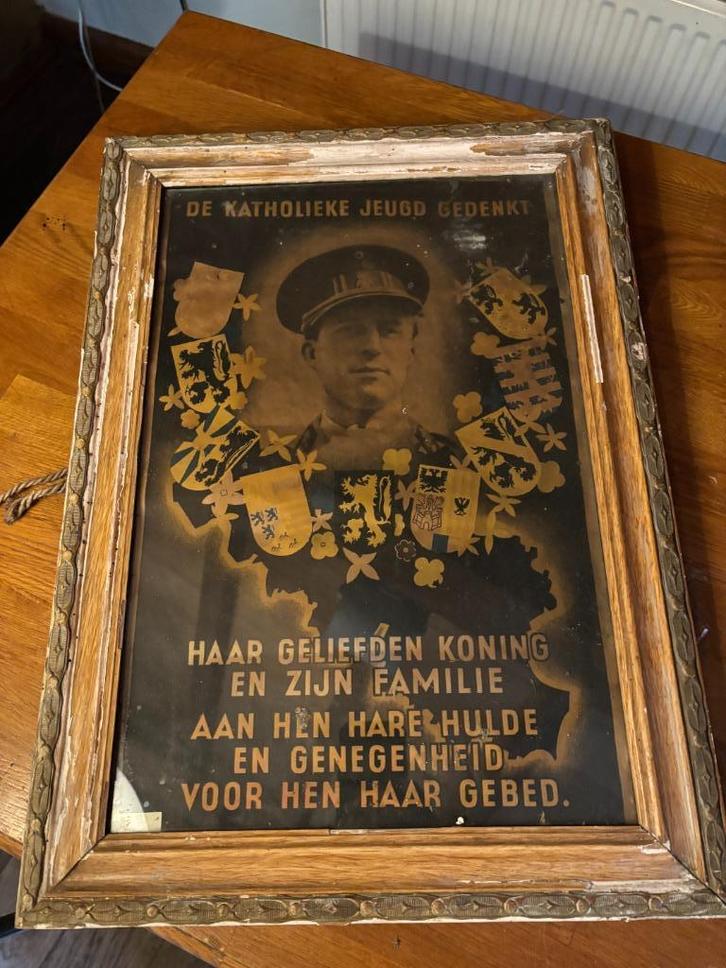 DE KATHOLIEKE JEUGD GEDENKT
HAAR GELIEFDEN KONING
EN ZIJN FAMILIE
AAN HEN HARE HULDE
EN GENEGENHEID
VOOR HEN HAAR GEBED.